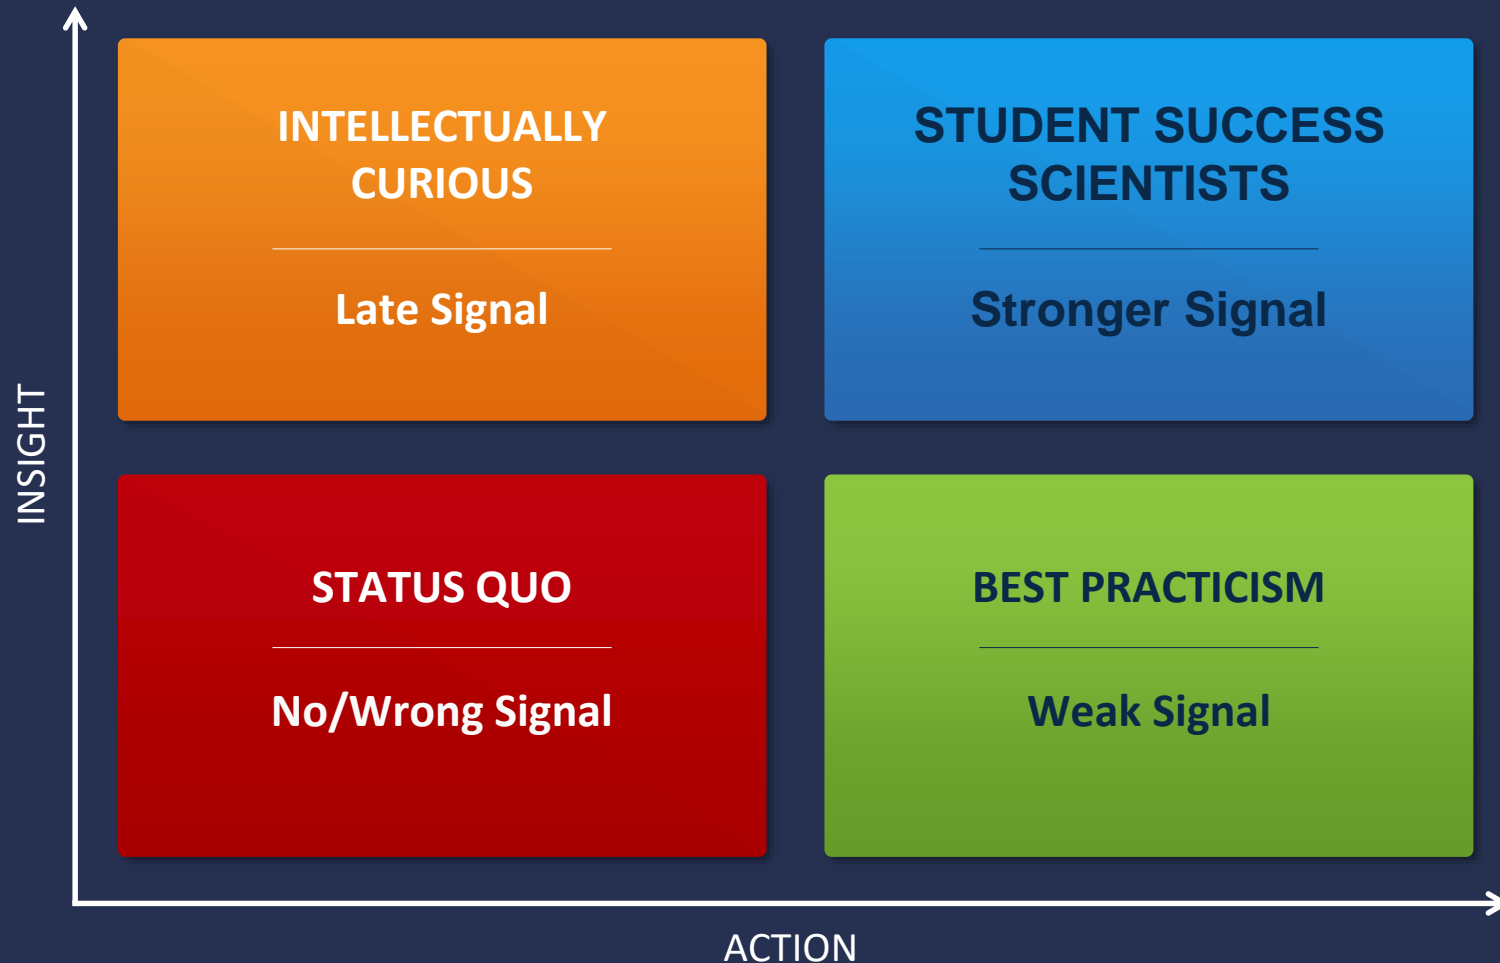 INTELLECTUALLY
CURIOUS
Late Signal
STUDENT SUCCESS
SCIENTISTS
Stronger Signal
INSIGHT
STATUS QUO
No/Wrong Signal
BEST PRACTICISM
Weak Signal
ACTION